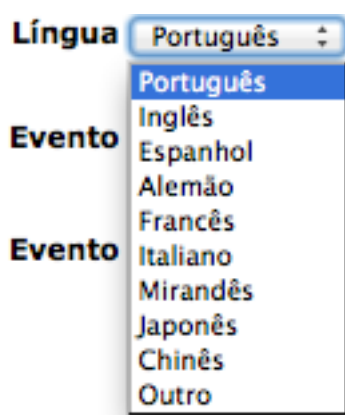 Língua Português
Português
Inglês
Evento
Espanhol
Alemão
Francês
Evento
Italiano
Mirandês
Japonês
Chinês
Outro